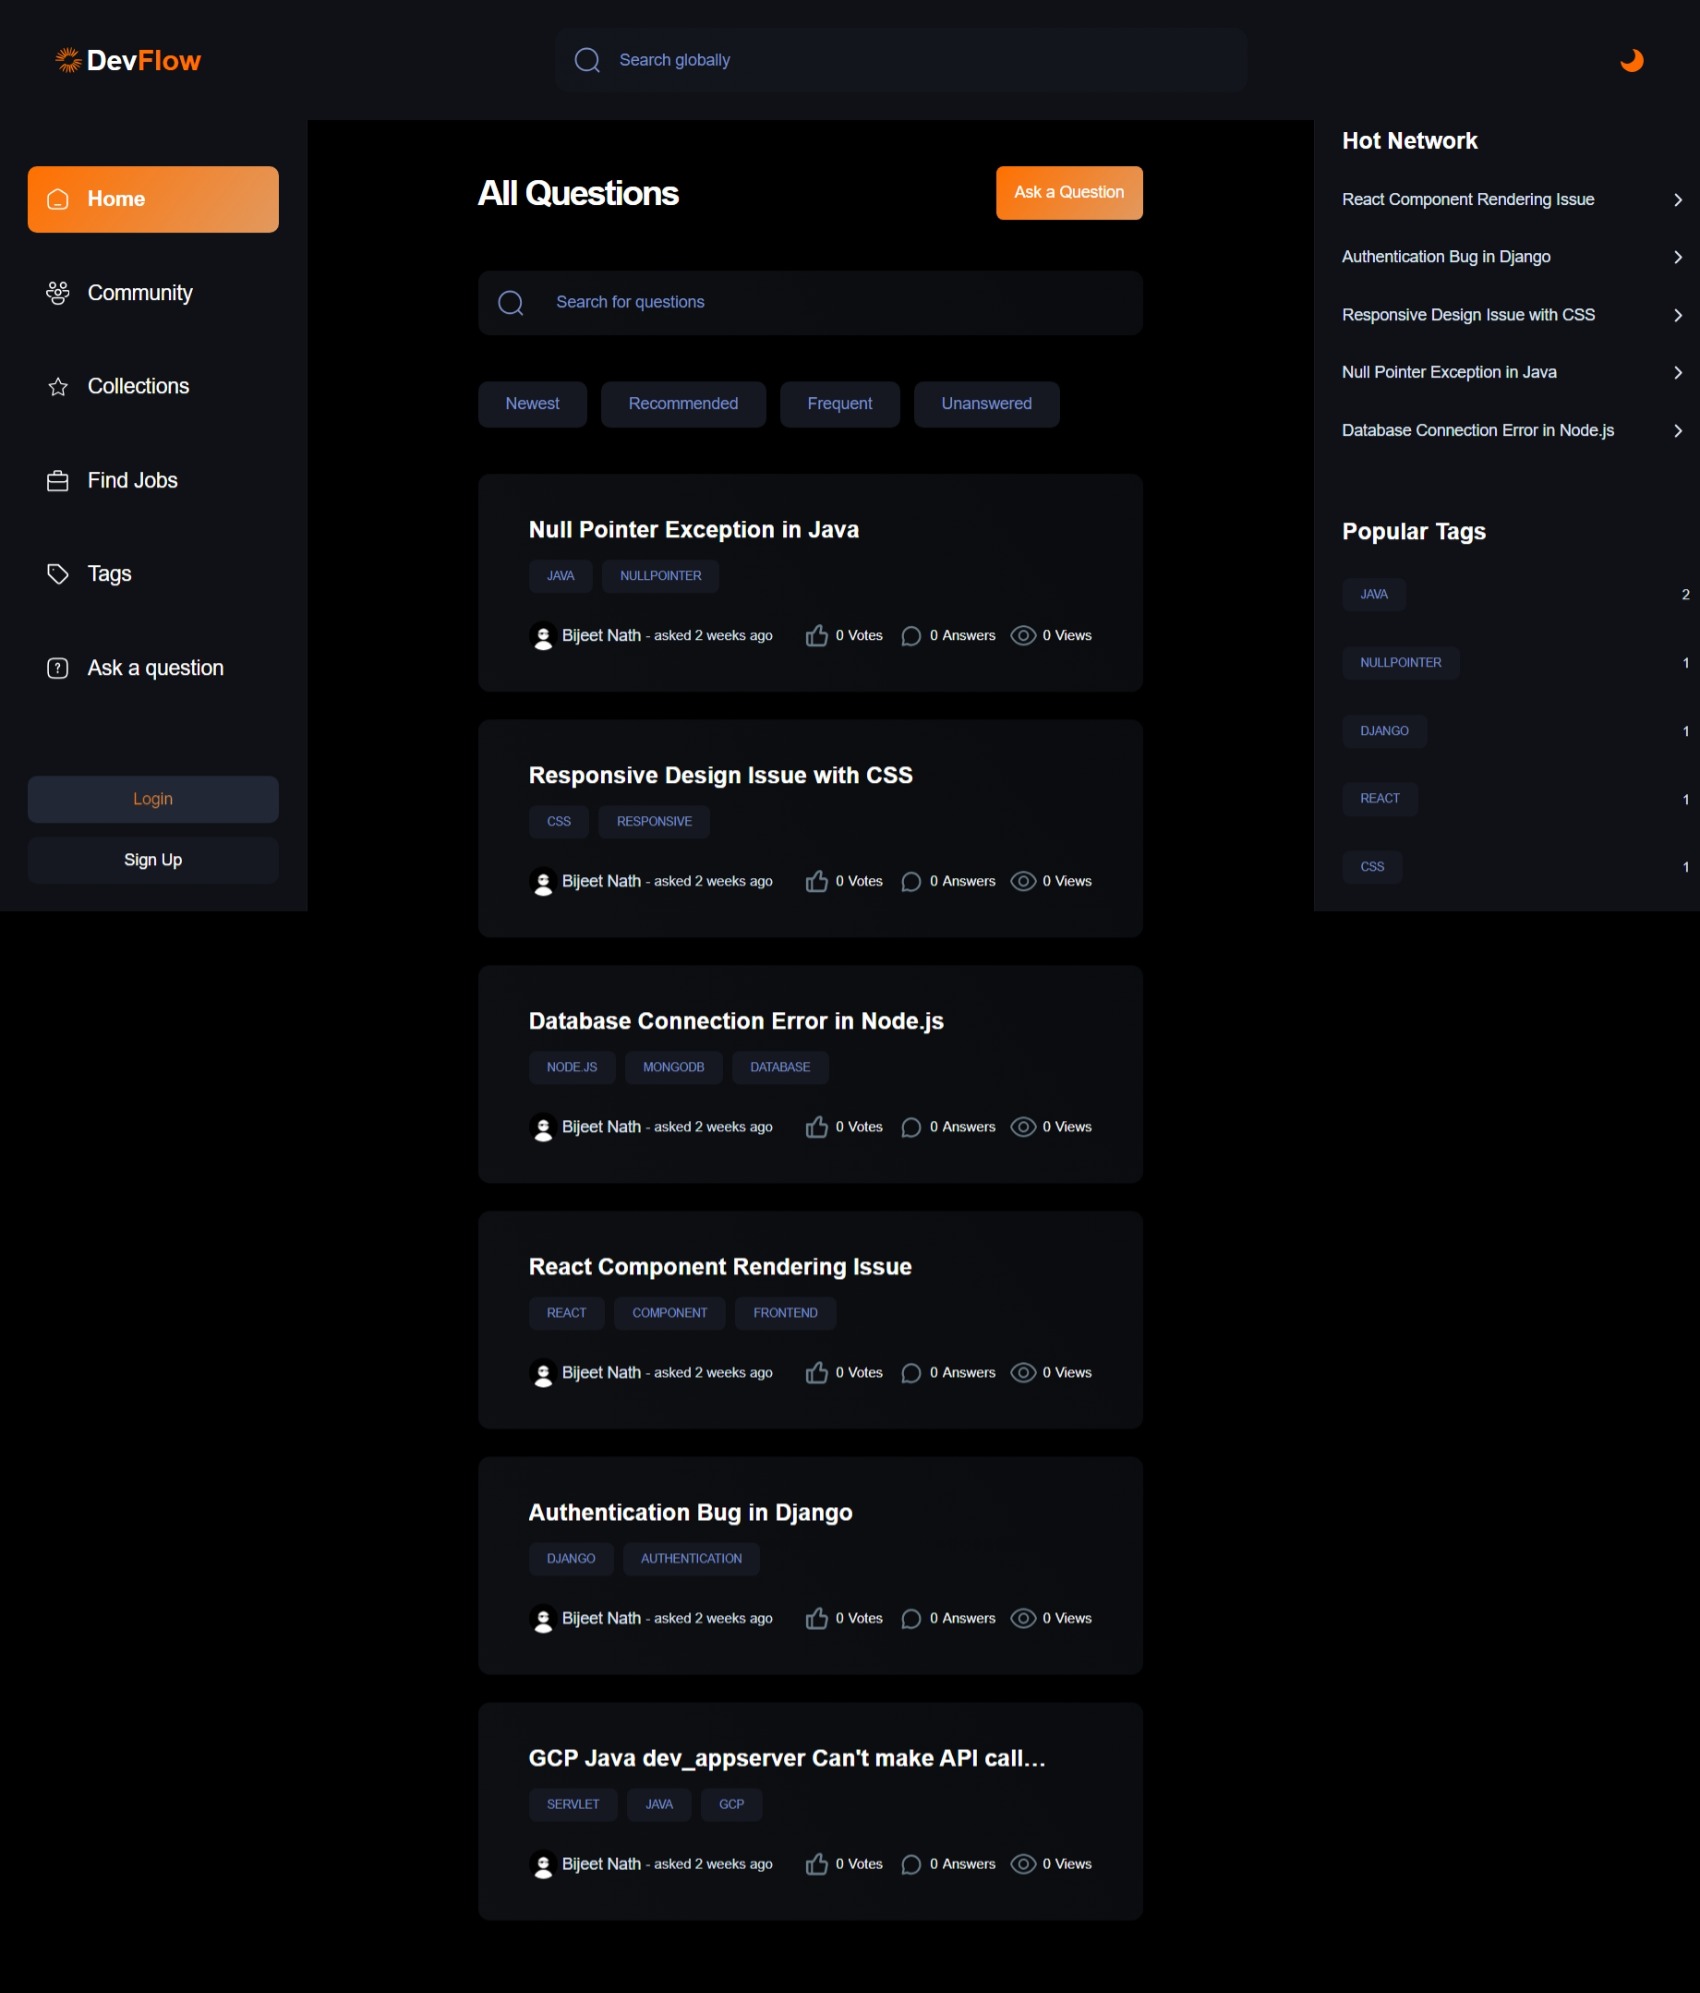 DevFlow
Search globally
Home
Community
Collections
Find Jobs
Tags
Ask a question
Login
Sign Up
All Questions
Ask a Question
Search for questions
Newest Recommended Frequent Unanswered
Null Pointer Exception in Java
JAVA NULLPOINTER
Bijeet Nath - asked 2 weeks ago 0 Votes 0 Answers 0 Views
Responsive Design Issue with CSS
CSS RESPONSIVE
Bijeet Nath - asked 2 weeks ago 0 Votes 0 Answers 0 Views
Database Connection Error in Node.js
NODE.JS MONGODB DATABASE
Bijeet Nath - asked 2 weeks ago 0 Votes 0 Answers 0 Views
React Component Rendering Issue
REACT COMPONENT FRONTEND
Bijeet Nath - asked 2 weeks ago 0 Votes 0 Answers 0 Views
Authentication Bug in Django
DJANGO AUTHENTICATION
Bijeet Nath - asked 2 weeks ago 0 Votes 0 Answers 0 Views
GCP Java dev_appserver Can't make API call...
SERVLET JAVA GCP
Bijeet Nath - asked 2 weeks ago 0 Votes 0 Answers 0 Views
Hot Network
React Component Rendering Issue
Authentication Bug in Django
Responsive Design Issue with CSS
Null Pointer Exception in Java
Database Connection Error in Node.js
Popular Tags
JAVA 2
NULLPOINTER 1
DJANGO 1
REACT 1
CSS 1